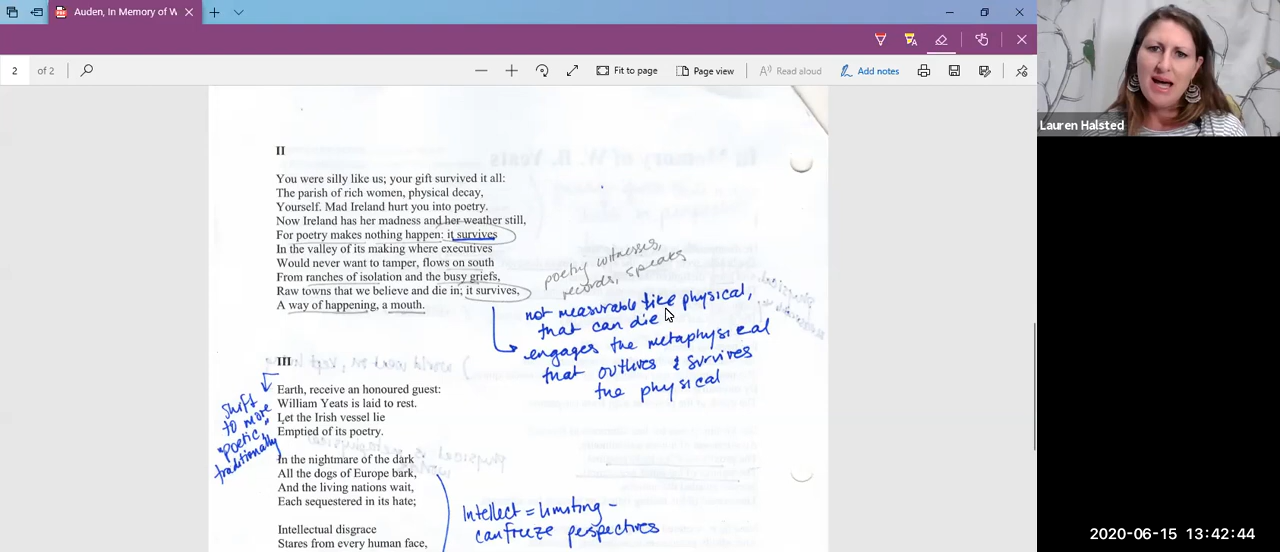 Auden, In Memory of W
2 of 2
Fit to page
Page view
Read aloud
Add notes
Lauren Halsted
II
You were silly like us; your gift survived it all:
The parish of rich women, physical decay,
Yourself. Mad Ireland hurt you into poetry.
Now Ireland has her madness and her weather still,
For poetry makes nothing happen: it survives
In the valley of its making where executives
Would never want to tamper, flows on south
From ranches of isolation and the busy griefs,
Raw towns that we believe and die in; it survives,
A way of happening, a mouth.
poetry witnesses,
records, speaks
not measurable like physical,
that can die
engages the metaphysical
that outlives & survives
the physical
III
Earth, receive an honoured guest:
William Yeats is laid to rest.
Let the Irish vessel lie
Emptied of its poetry.
shift
to more
"poetic"
traditionally
In the nightmare of the dark
All the dogs of Europe bark,
And the living nations wait,
Each sequestered in its hate;
Intellect = limiting -
can freeze perspectives
Intellectual disgrace
Stares from every human face,
2020-06-15 13:42:44